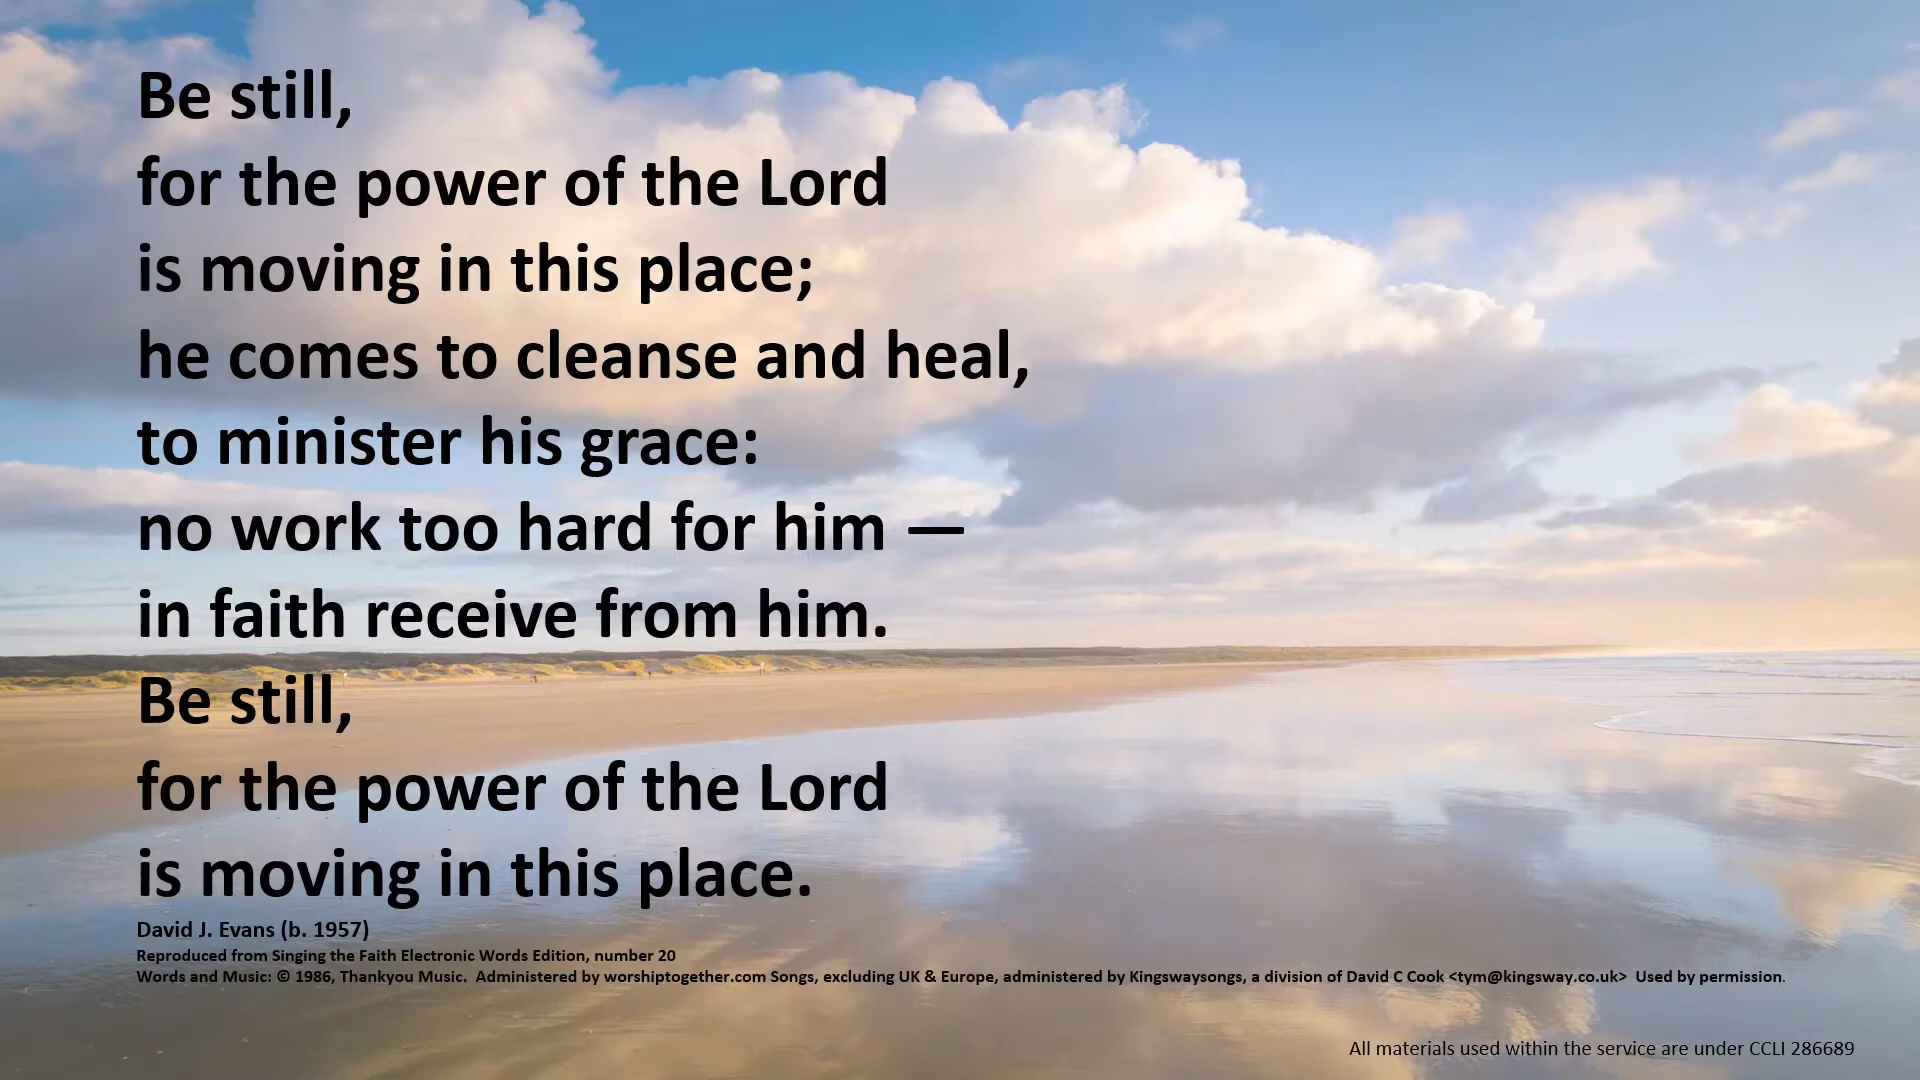 Be still,
for the power of the Lord
is moving in this place;
he comes to cleanse and heal,
to minister his grace:
no work too hard for him —
in faith receive from him.
Be still,
for the power of the Lord
is moving in this place.
David J. Evans (b. 1957)
Reproduced from Singing the Faith Electronic Words Edition, number 20
Words and Music: © 1986, Thankyou Music.  Administered by worshiptogether.com Songs, excluding UK & Europe, administered by Kingswaysongs, a division of David C Cook <tym@kingsway.co.uk>  Used by permission.
All materials used within the service are under CCLI 286689